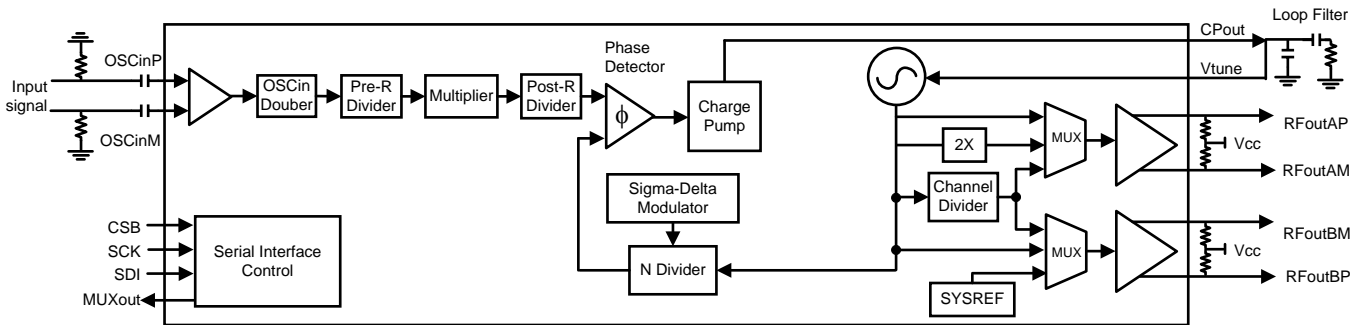 Loop Filter
CPout
Phase
Detector
OSCinP
Input
signal
OSCin
Douber
Pre-R
Divider
Multiplier
Post-R
Divider
ϕ
Charge
Pump
Vtune
OSCinM
MUX
2X
RFoutAP
Vcc
RFoutAM
Sigma-Delta
Modulator
Channel
Divider
CSB
SCK
SDI
MUXout
Serial Interface
Control
N Divider
MUX
SYSREF
RFoutBM
Vcc
RFoutBP